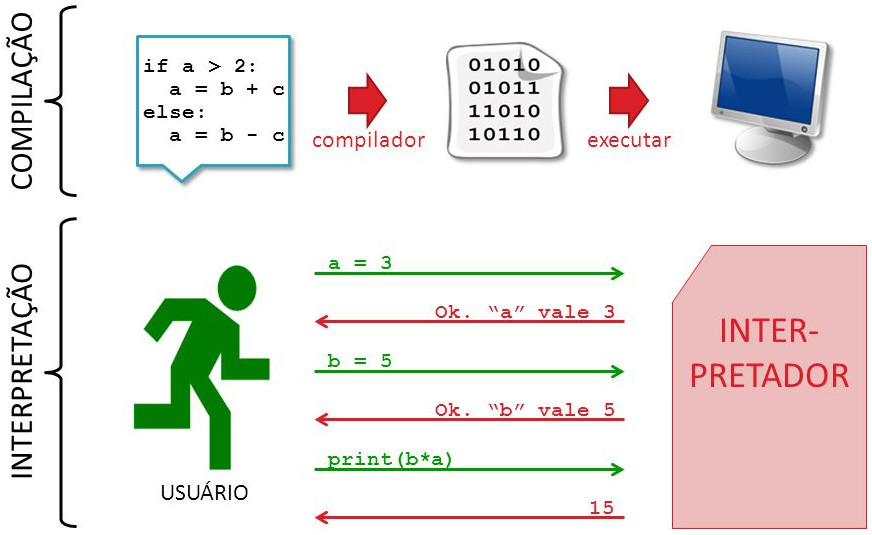 COMPILAÇÃO
if a > 2:
  a = b + c
else:
  a = b - c
compilador
01010
01011
11010
10110
executar
INTERPRETAÇÃO
USUÁRIO
a = 3
Ok. “a” vale 3
b = 5
Ok. “b” vale 5
print(b*a)
15
INTER-
PRETADOR